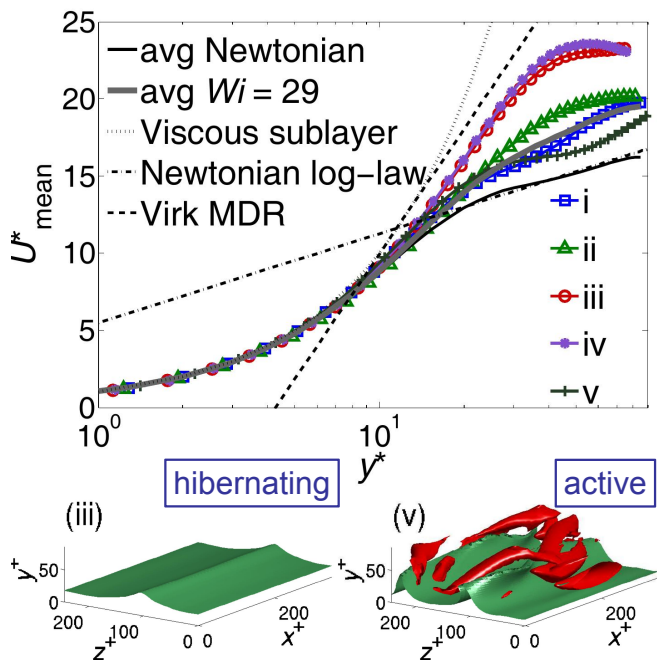 25
20
15
10
5
0
U*mean
avg Newtonian
avg Wi = 29
Viscous sublayer
Newtonian log-law
Virk MDR
i
ii
iii
iv
v
10^0
10^1
y*
hibernating
active
(iii)
y+
50
0
200
100
0
z+
0
200
x+
(v)
y+
50
0
200
100
0
z+
0
200
x+